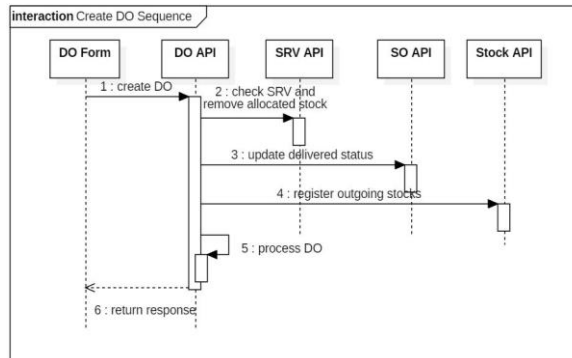 interaction Create DO Sequence
DO Form
DO API
SRV API
SO API
Stock API
1 : create DO
2 : check SRV and
remove allocated stock
3 : update delivered status
4 : register outgoing stocks
5 : process DO
6 : return response